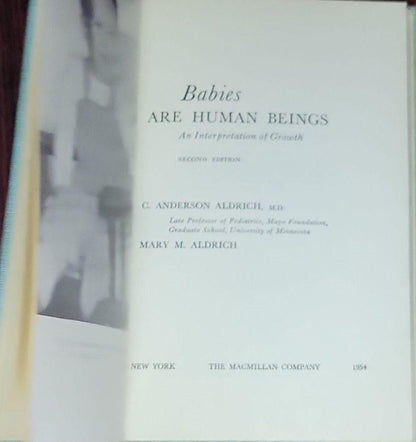 Babies
ARE HUMAN BEINGS
An Interpretation of Growth
SECOND EDITION
C. ANDERSON ALDRICH, M.D.
Late Professor of Pediatrics, Mayo Foundation,
Graduate School, University of Minnesota
MARY M. ALDRICH
NEW YORK THE MACMILLAN COMPANY 1954